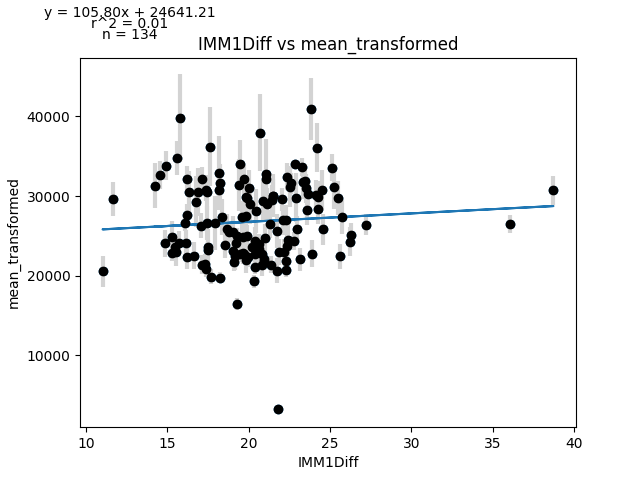 y = 105.80x + 24641.21
r^2 = 0.01
n = 134
IMM1Diff vs mean_transformed
mean_transformed
40000
30000
20000
10000
10 15 20 25 30 35 40
IMM1Diff